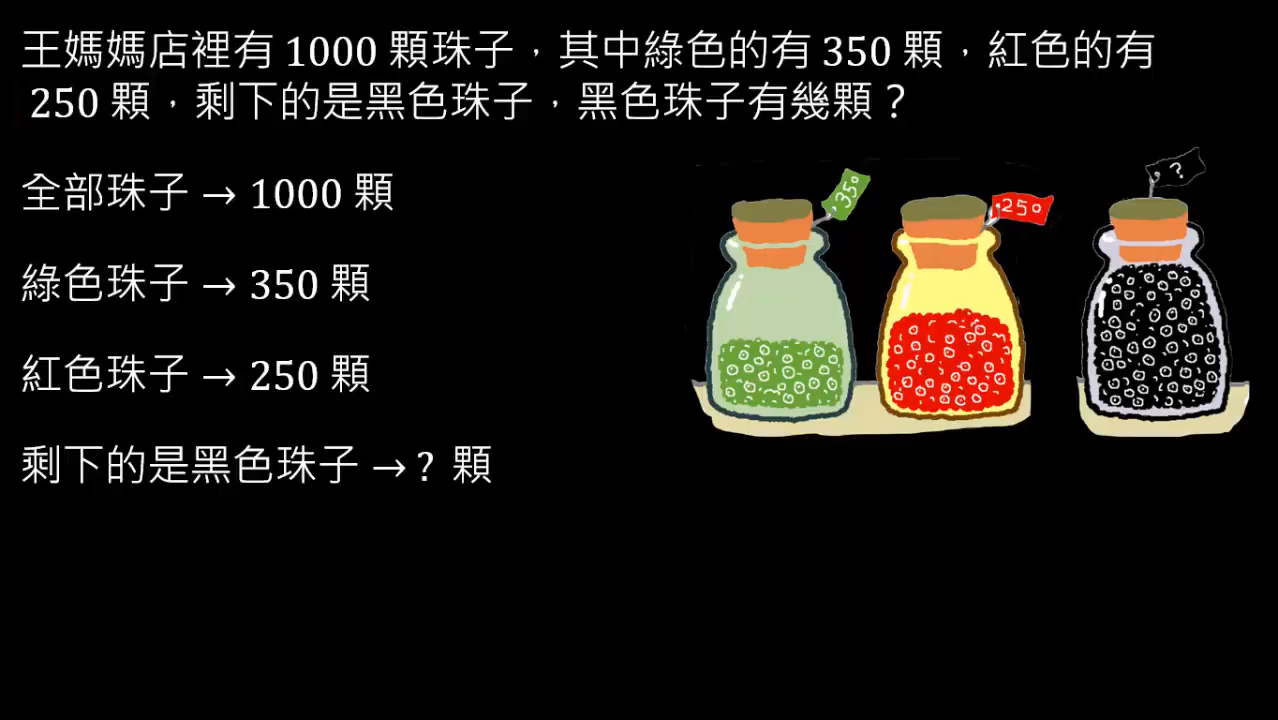 王媽媽店裡有 1000 顆珠子，其中綠色的有 350 顆，紅色的有
250 顆，剩下的是黑色珠子，黑色珠子有幾顆？
全部珠子 → 1000 顆
綠色珠子 → 350 顆
紅色珠子 → 250 顆
剩下的是黑色珠子 → ? 顆
350
250
?